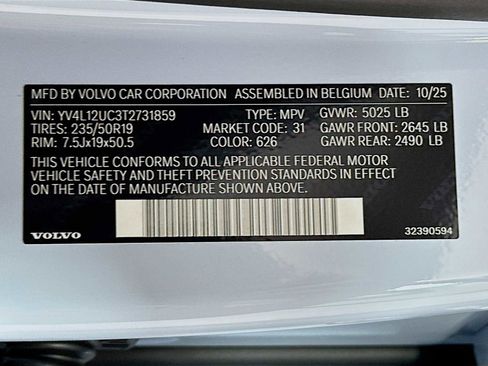 MFD BY VOLVO CAR CORPORATION ASSEMBLED IN BELGIUM DATE: 10/25
VIN: YV4L12UC3T2731859 TYPE: MPV GVWR: 5025 LB
TIRES: 235/50R19 MARKET CODE: 31 GAWR FRONT: 2645 LB
RIM: 7.5Jx19x50.5 COLOR: 626 GAWR REAR: 2490 LB
THIS VEHICLE CONFORMS TO ALL APPLICABLE FEDERAL MOTOR
VEHICLE SAFETY AND THEFT PREVENTION STANDARDS IN EFFECT
ON THE DATE OF MANUFACTURE SHOWN ABOVE.
VOLVO 32390594